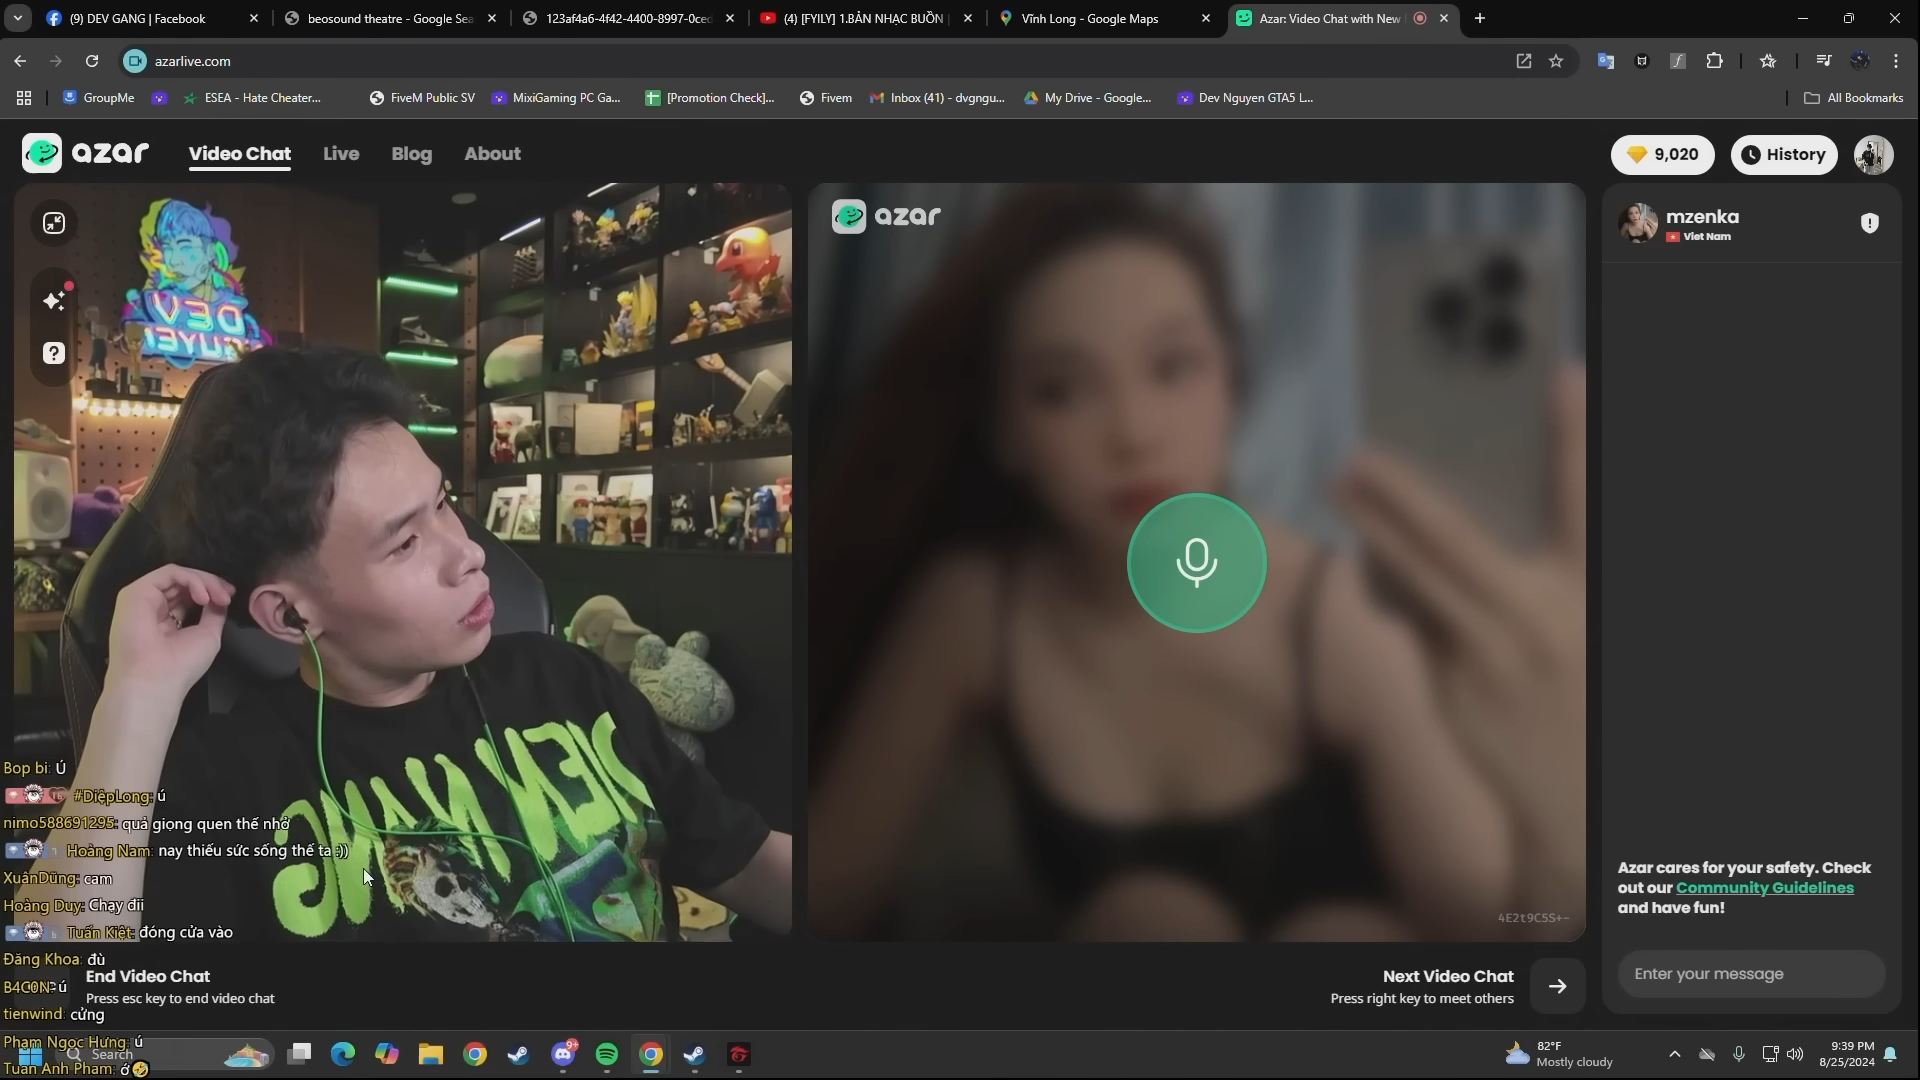 (9) DEV GANG | Facebook
beosound theatre - Google Sea
123af4a6-4f42-4400-8997-0ced
(4) [FYILY] 1.BẢN NHẠC BUỒN
Vĩnh Long - Google Maps
Azar: Video Chat with New
azarlive.com
GroupMe
ESEA - Hate Cheater...
FiveM Public SV
MixiGaming PC Ga...
[Promotion Check]...
Fivem
Inbox (41) - dvgngu...
My Drive - Google...
Dev Nguyen GTA5 L...
All Bookmarks
azar
Video Chat
Live
Blog
About
9,020
History
azar
mzenka
Viet Nam
DEV
Bop bi: Ú
#DiệpLong: ú
nimo588691295: quả giọng quen thế nhở
Hoàng Nam: nay thiếu sức sống thế ta :))
XuânDũng: cam
Hoàng Duy: Chạy đii
Tuấn Kiệt: đóng cửa vào
Đăng Khoa: đù
B4C0N: ú
tienwind: cứng
Phạm Ngọc Hưng: ú
Tuan Anh Pham: ớ🤣
End Video Chat
Press esc key to end video chat
4E2t9C5S+-
Next Video Chat
Press right key to meet others
Azar cares for your safety. Check
out our Community Guidelines
and have fun!
Enter your message
Search
9+
82°F
Mostly cloudy
9:39 PM
8/25/2024